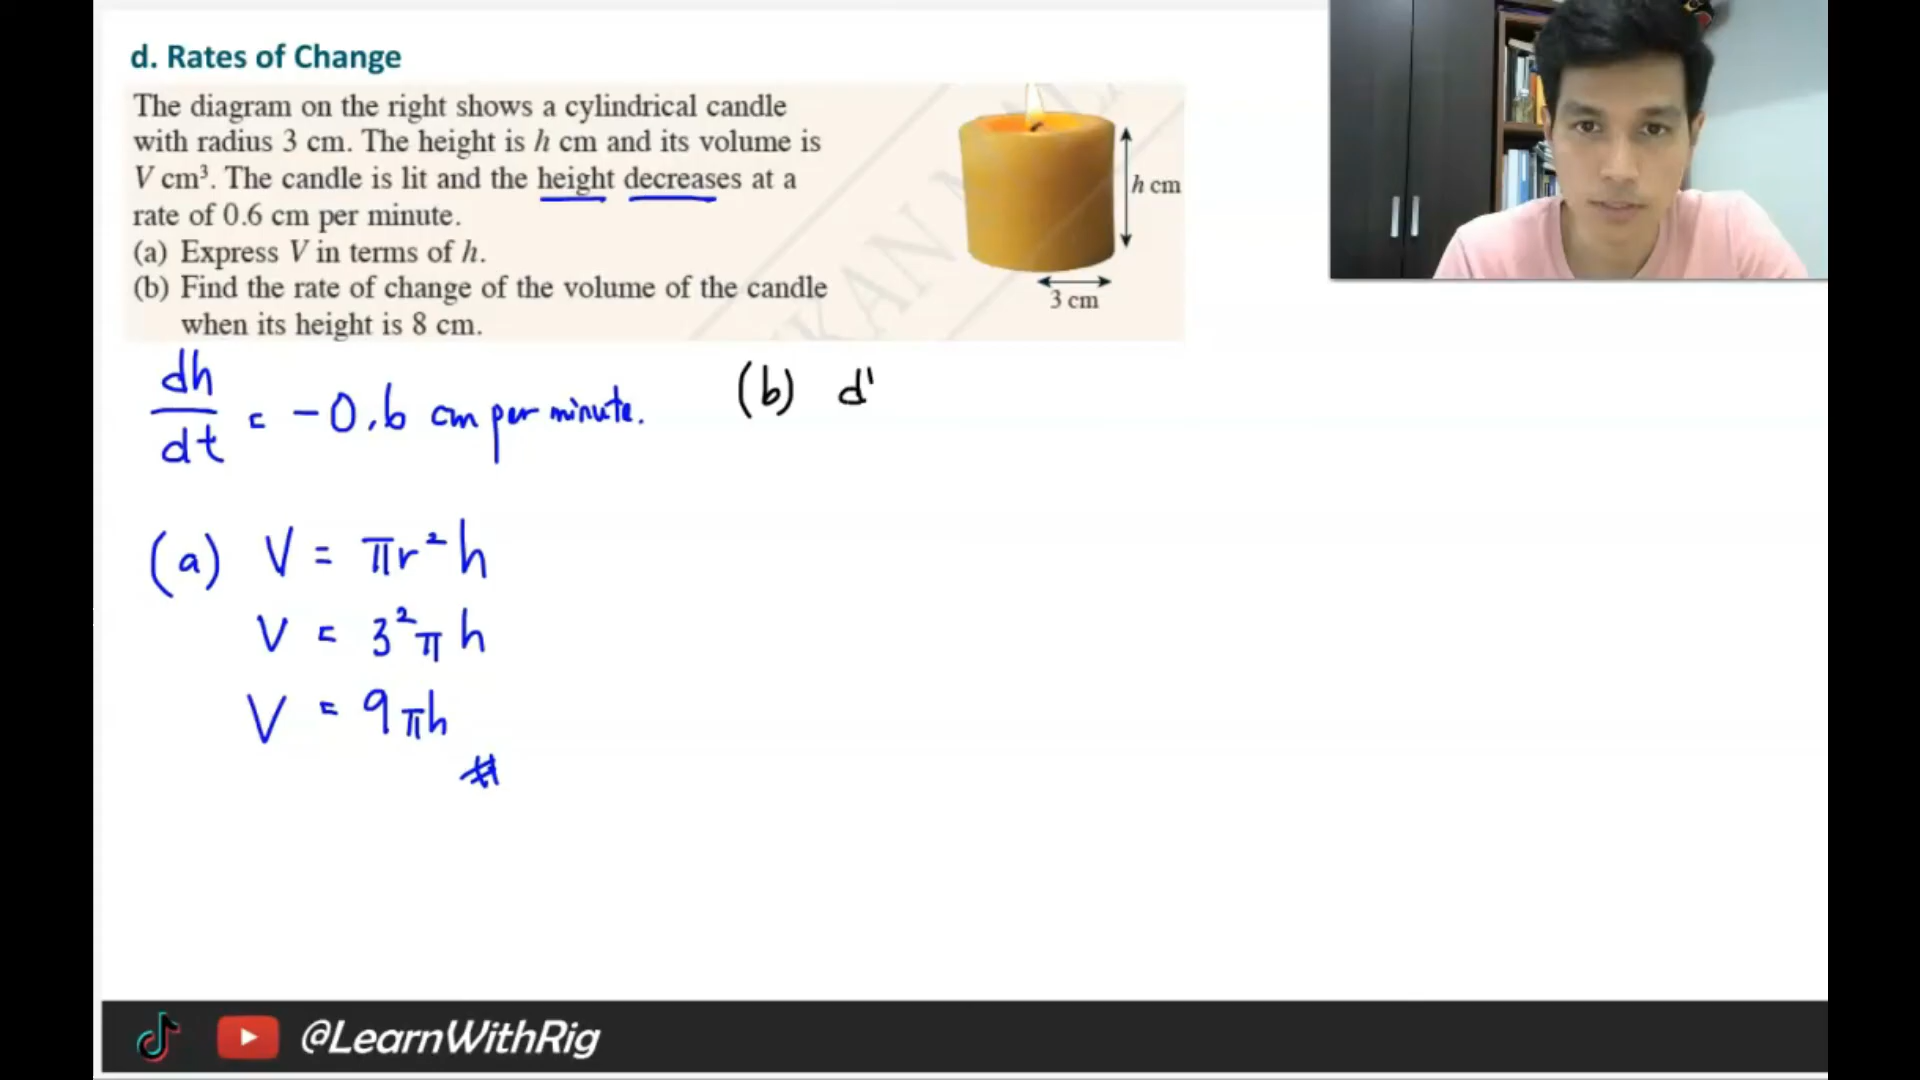 d. Rates of Change
The diagram on the right shows a cylindrical candle
with radius 3 cm. The height is h cm and its volume is
V cm³. The candle is lit and the height decreases at a
rate of 0.6 cm per minute.
(a) Express V in terms of h.
(b) Find the rate of change of the volume of the candle
when its height is 8 cm.
h cm
3 cm
dh/dt = -0.6 cm per minute.
(a) V = πr²h
V = 3²πh
V = 9πh
#
(b) d'
@LearnWithRig